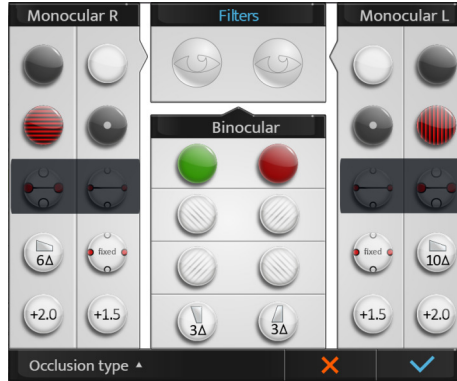 Monocular R
Filters
Monocular L
Binocular
6Δ
fixed
fixed
10Δ
+2.0
+1.5
3Δ
3Δ
+1.5
+2.0
Occlusion type